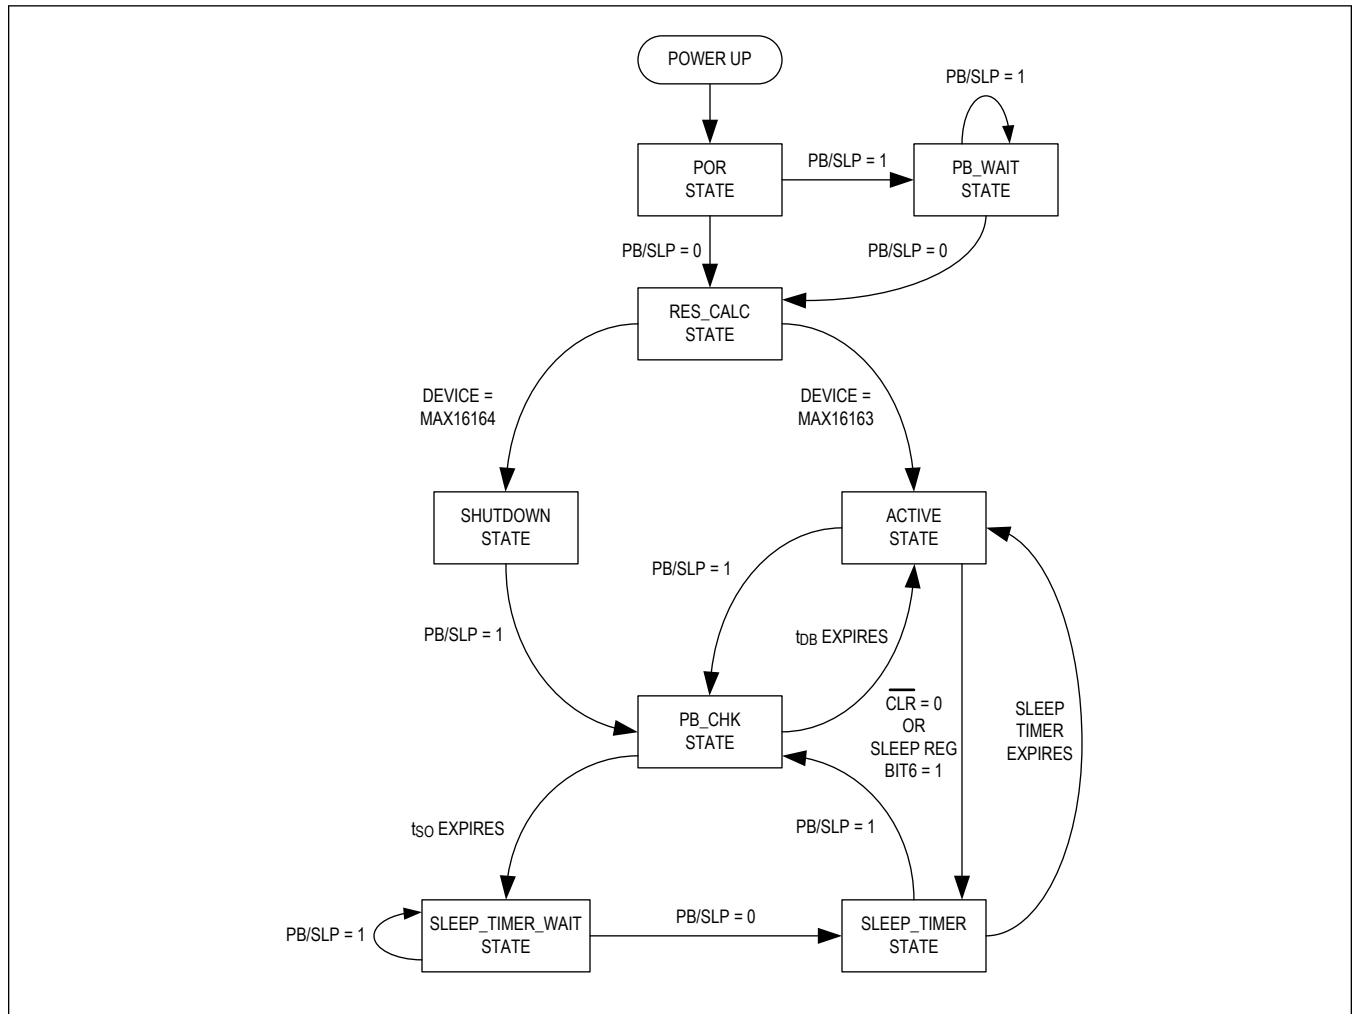 POWER UP
PB/SLP = 1
POR
STATE
PB/SLP = 1
PB_WAIT
STATE
PB/SLP = 0
PB/SLP = 0
RES_CALC
STATE
DEVICE =
MAX16164
DEVICE =
MAX16163
SHUTDOWN
STATE
ACTIVE
STATE
PB/SLP = 1
PB/SLP = 1
tDB EXPIRES
PB_CHK
STATE
C̅L̅R̅ = 0
OR
SLEEP REG
BIT6 = 1
SLEEP
TIMER
EXPIRES
tSO EXPIRES
PB/SLP = 1
PB/SLP = 1
SLEEP_TIMER_WAIT
STATE
PB/SLP = 0
SLEEP_TIMER
STATE